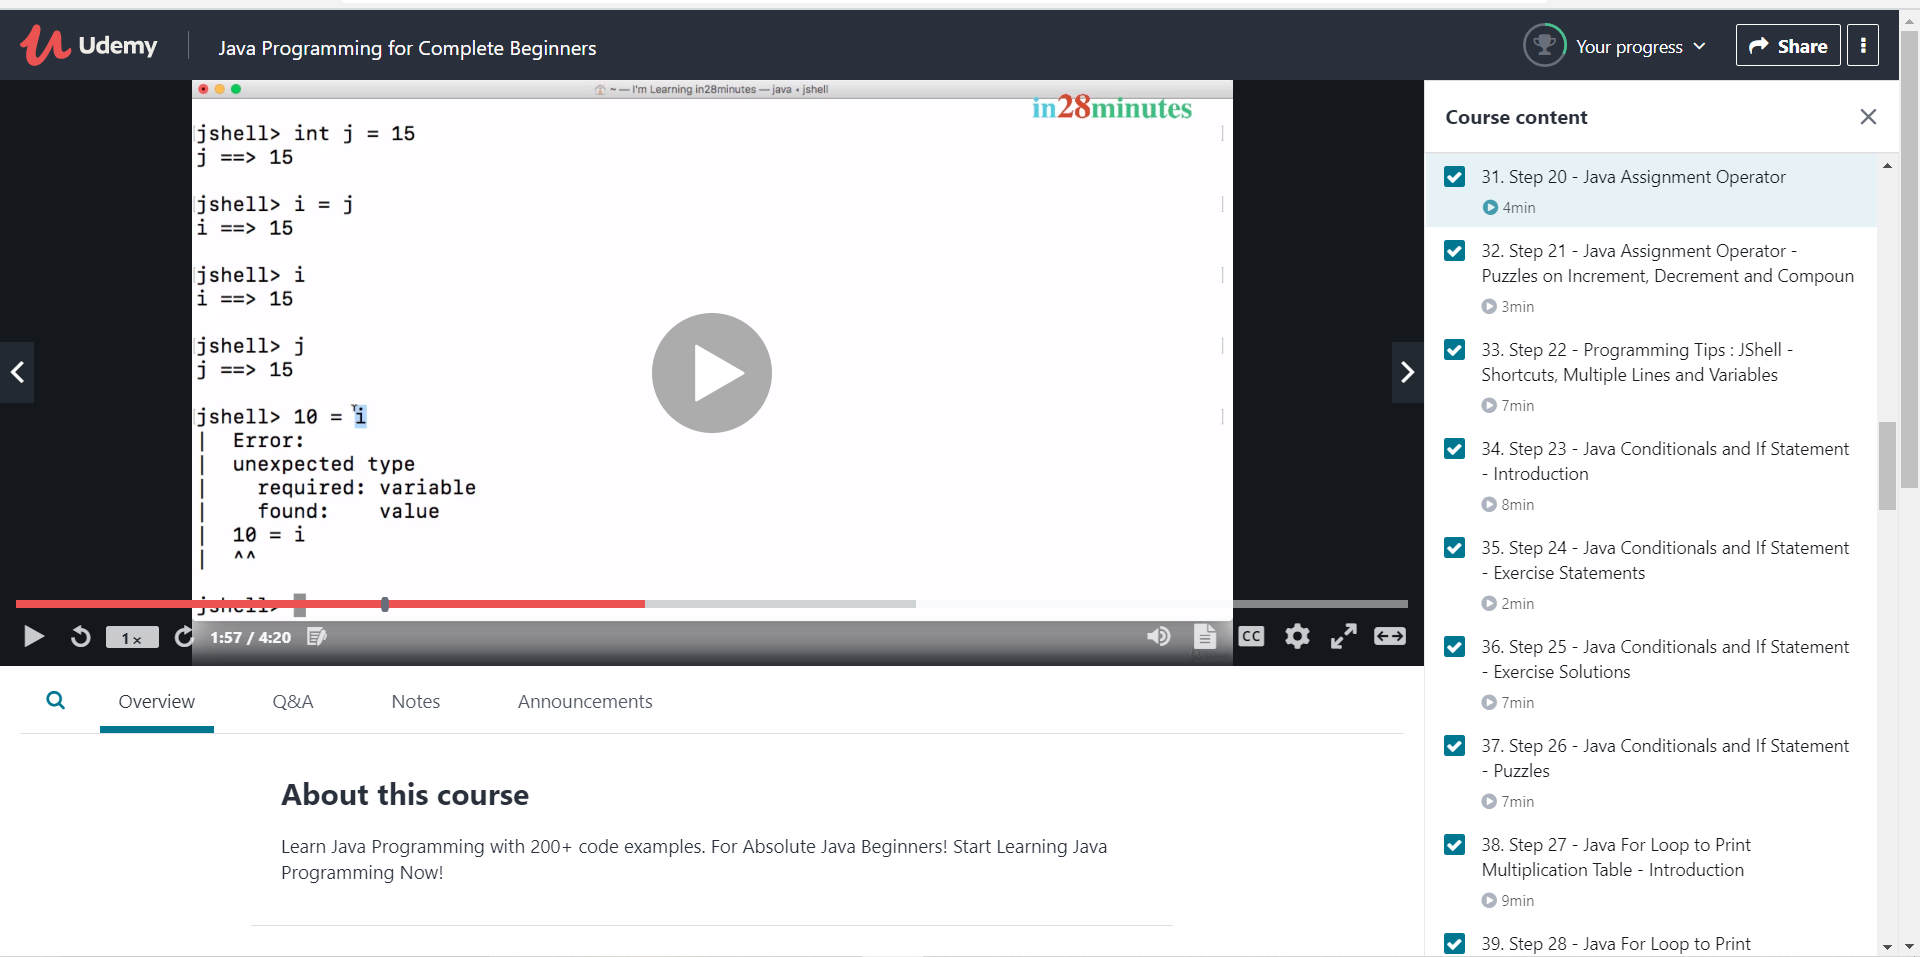 Udemy
Java Programming for Complete Beginners
Your progress
Share
~ — I'm Learning in28minutes — java ◂ jshell
in28minutes
jshell> int j = 15
j ==> 15
jshell> i = j
i ==> 15
jshell> i
i ==> 15
jshell> j
j ==> 15
jshell> 10 = i
| Error:
| unexpected type
| required: variable
| found: value
| 10 = i
| ^^
jshell>
1x
1:57 / 4:20
CC
Overview
Q&A
Notes
Announcements
About this course
Learn Java Programming with 200+ code examples. For Absolute Java Beginners! Start Learning Java
Programming Now!
Course content
31. Step 20 - Java Assignment Operator
4min
32. Step 21 - Java Assignment Operator -
Puzzles on Increment, Decrement and Compoun
3min
33. Step 22 - Programming Tips : JShell -
Shortcuts, Multiple Lines and Variables
7min
34. Step 23 - Java Conditionals and If Statement
- Introduction
8min
35. Step 24 - Java Conditionals and If Statement
- Exercise Statements
2min
36. Step 25 - Java Conditionals and If Statement
- Exercise Solutions
7min
37. Step 26 - Java Conditionals and If Statement
- Puzzles
7min
38. Step 27 - Java For Loop to Print
Multiplication Table - Introduction
9min
39. Step 28 - Java For Loop to Print